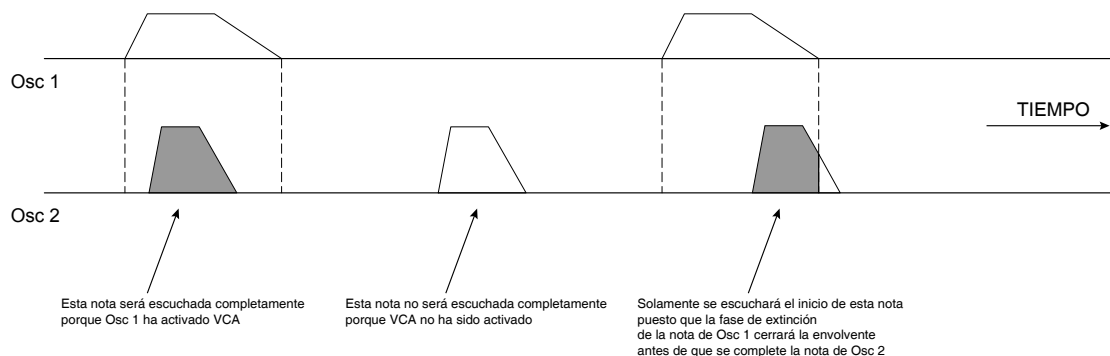 Osc 1
TIEMPO
Osc 2
Esta nota será escuchada completamente
porque Osc 1 ha activado VCA
Esta nota no será escuchada completamente
porque VCA no ha sido activado
Solamente se escuchará el inicio de esta nota
puesto que la fase de extinción
de la nota de Osc 1 cerrará la envolvente
antes de que se complete la nota de Osc 2